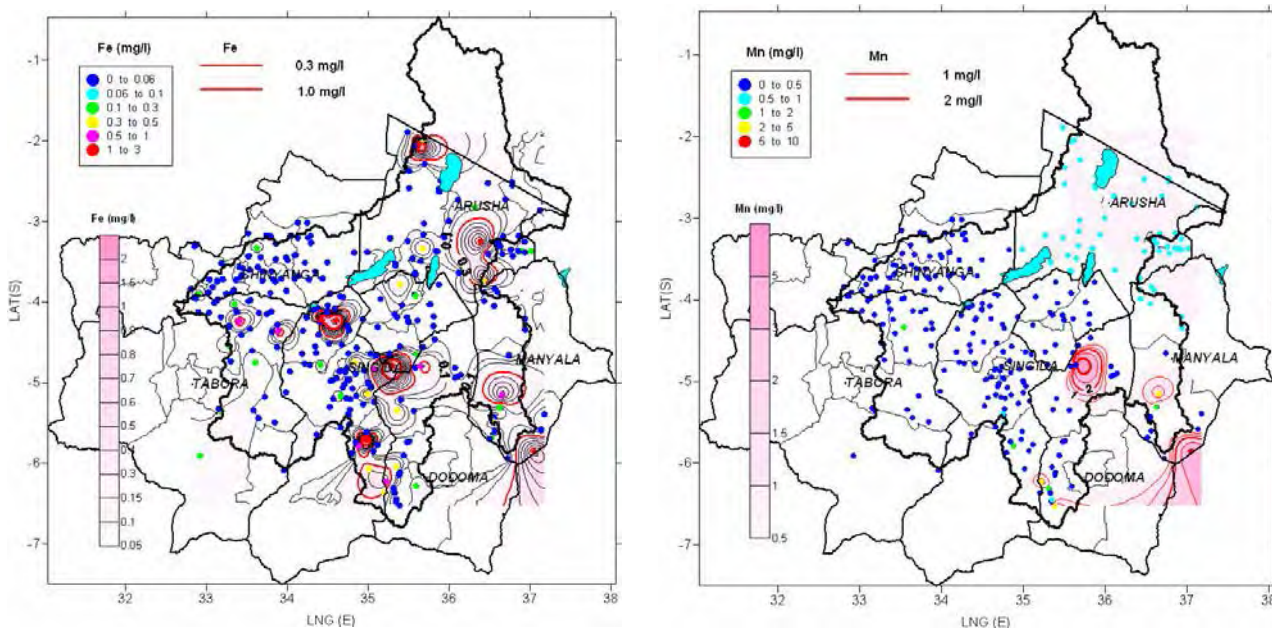 Fe (mg/l)
0 to 0.06
0.06 to 0.1
0.1 to 0.3
0.3 to 0.5
0.5 to 1
1 to 3
Fe
0.3 mg/l
1.0 mg/l
Fe (mg/l)
2
1.5
1
0.8
0.7
0.6
0.5
0.4
0.3
0.15
0.1
0.05
-1
-2
-3
-4
-5
-6
-7
LAT(S)
31
32
33
34
35
36
37
38
LNG (E)
ARUSHA
SHINYANGA
SINGIDA
MANYALA
TABORA
DODOMA
0.1
Mn (mg/l)
0 to 0.5
0.5 to 1
1 to 2
2 to 5
5 to 10
Mn
1 mg/l
2 mg/l
Mn (mg/l)
5
2
1.5
1
0.5
-1
-2
-3
-4
-5
-6
-7
LAT(S)
32
33
34
35
36
37
38
LNG (E)
ARUSHA
SHINYANGA
SINGIDA
MANYALA
TABORA
DODOMA
2